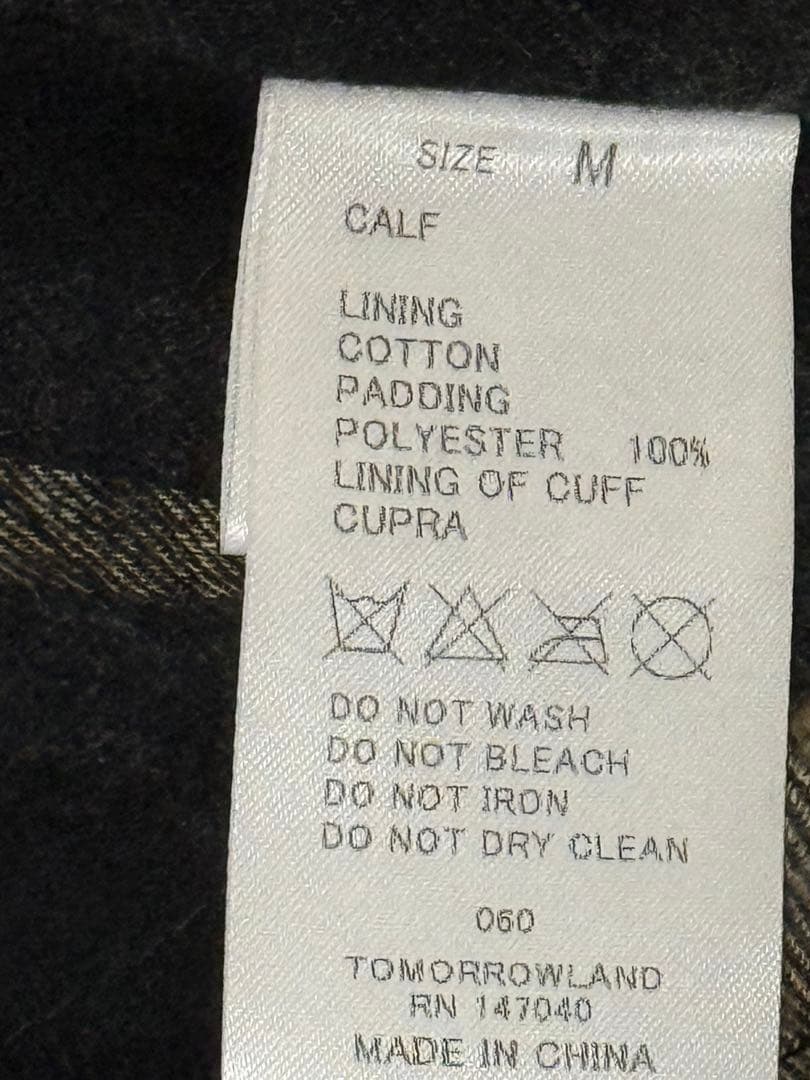 SIZE M
CALF
LINING
COTTON
PADDING
POLYESTER 100%
LINING OF CUFF
CUPRA
DO NOT WASH
DO NOT BLEACH
DO NOT IRON
DO NOT DRY CLEAN
060
TOMORROWLAND
RN 147040
MADE IN CHINA